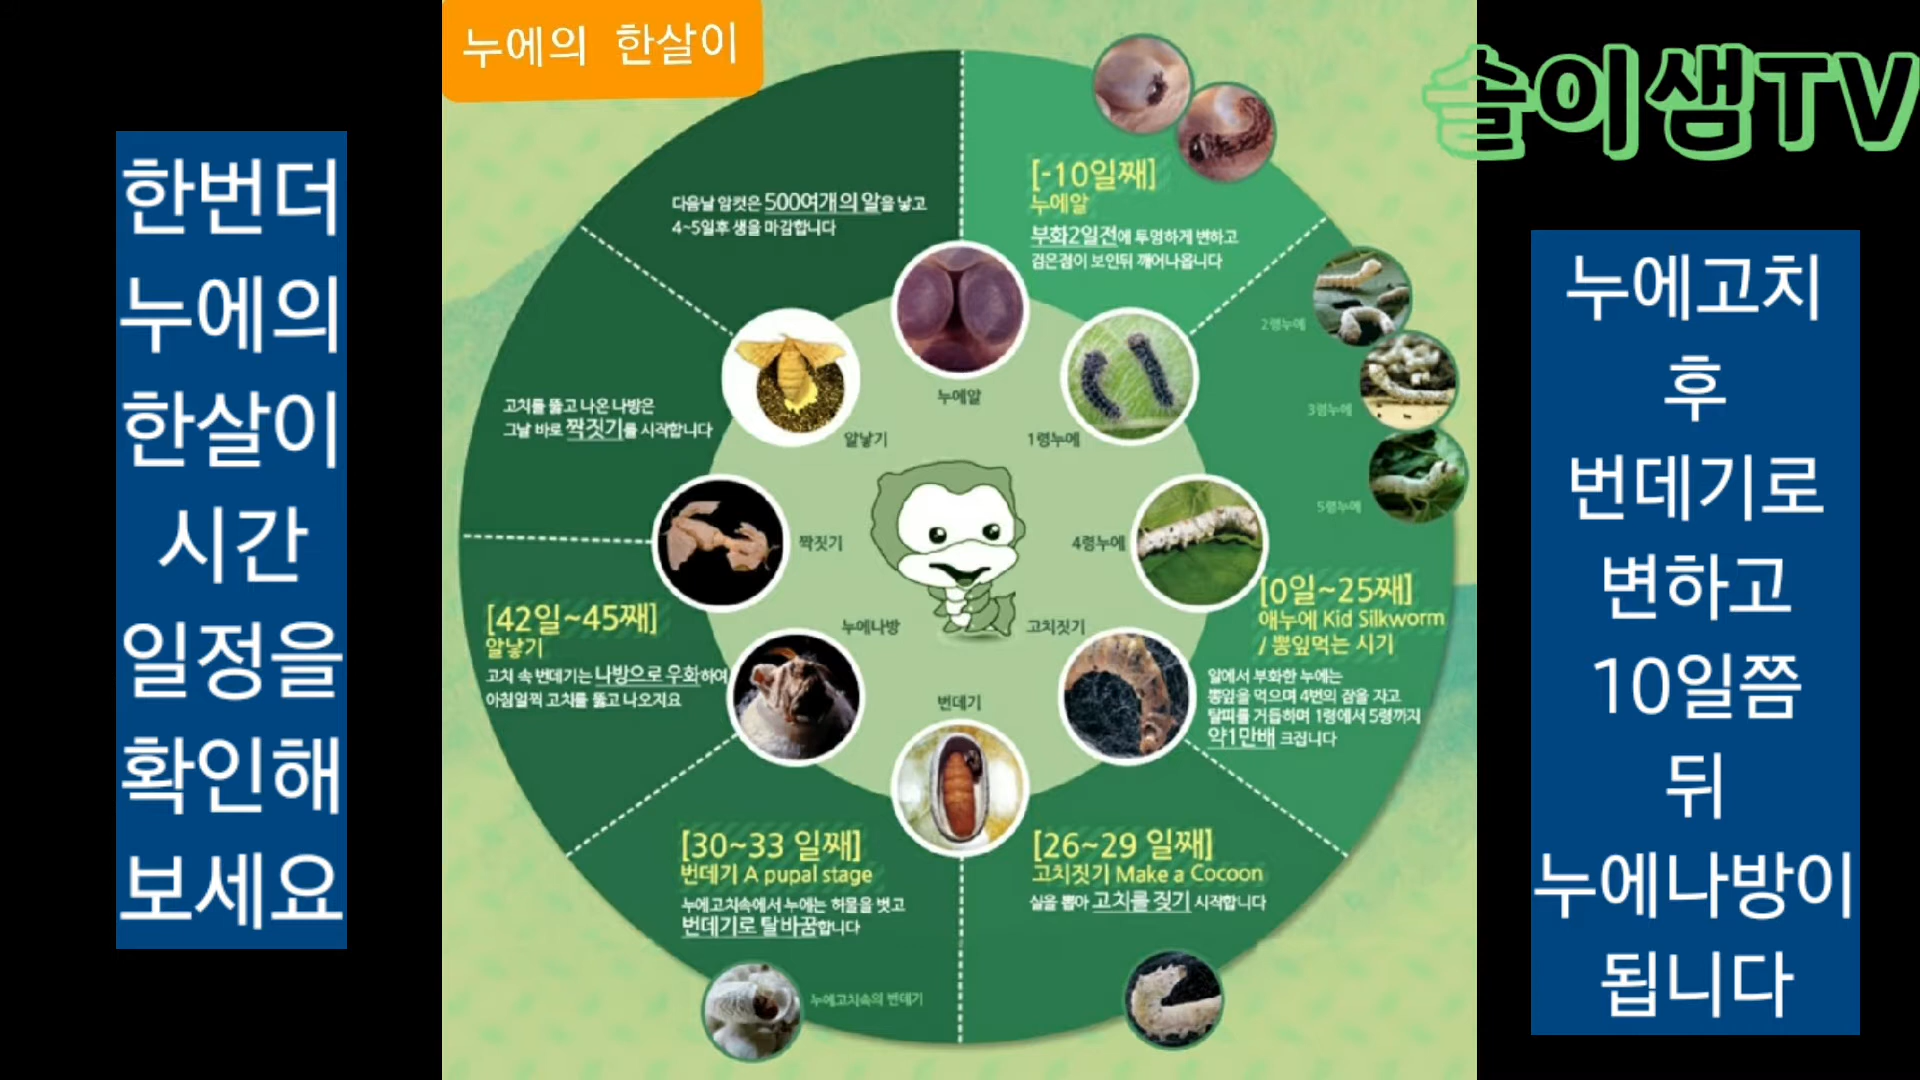 누에의 한살이
솔이샘TV
한번더
누에의
한살이
시간
일정을
확인해
보세요
다음날 암컷은 500여개의 알을 낳고
4~5일후 생을 마감합니다
[-10일째]
누에알
부화2일전에 투명하게 변하고
검은점이 보인뒤 깨어나옵니다
2령누에
3령누에
5령누에
고치를 뚫고 나온 나방은
그날 바로 짝짓기를 시작합니다
누에알
알낳기
1령누에
짝짓기
4령누에
누에나방
고치짓기
번데기
[0일~25째]
애누에 Kid Silkworm
/ 뽕잎먹는 시기
알에서 부화한 누에는
뽕잎을 먹으며 4번의 잠을 자고
탈피를 거듭하며 1령에서 5령까지
약1만배 크집니다
[42일~45째]
알낳기
고치 속 번데기는 나방으로 우화하여
아침일찍 고치를 뚫고 나오지요
[30~33 일째]
번데기 A pupal stage
누에고치속에서 누에는 허물을 벗고
번데기로 탈바꿈합니다
누에고치속의 번데기
[26~29 일째]
고치짓기 Make a Cocoon
실을 뽑아 고치를 짖기 시작합니다
누에고치
후
번데기로
변하고
10일쯤
뒤
누에나방이
됩니다